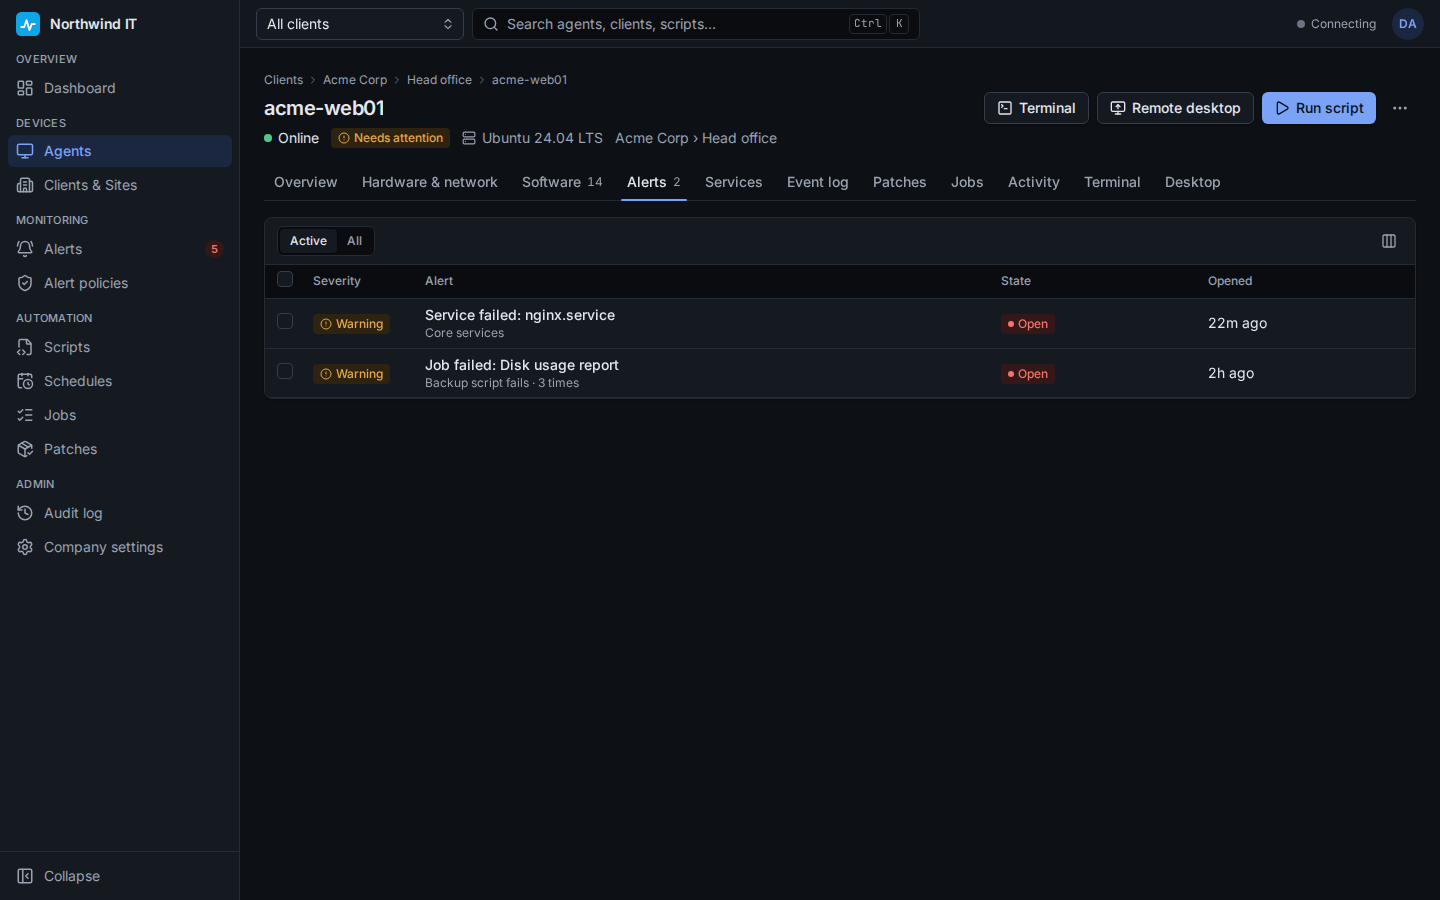 Northwind IT
All clients
Search agents, clients, scripts...
Ctrl K
Connecting
DA
OVERVIEW
Dashboard
DEVICES
Agents
Clients & Sites
MONITORING
Alerts 5
Alert policies
AUTOMATION
Scripts
Schedules
Jobs
Patches
ADMIN
Audit log
Company settings
Collapse
Clients > Acme Corp > Head office > acme-web01
acme-web01
Terminal
Remote desktop
Run script
Online
Needs attention
Ubuntu 24.04 LTS
Acme Corp › Head office
Overview Hardware & network Software 14 Alerts 2 Services Event log Patches Jobs Activity Terminal Desktop
Active All
Severity Alert State Opened
Warning Service failed: nginx.service Open 22m ago
Core services
Warning Job failed: Disk usage report Open 2h ago
Backup script fails · 3 times